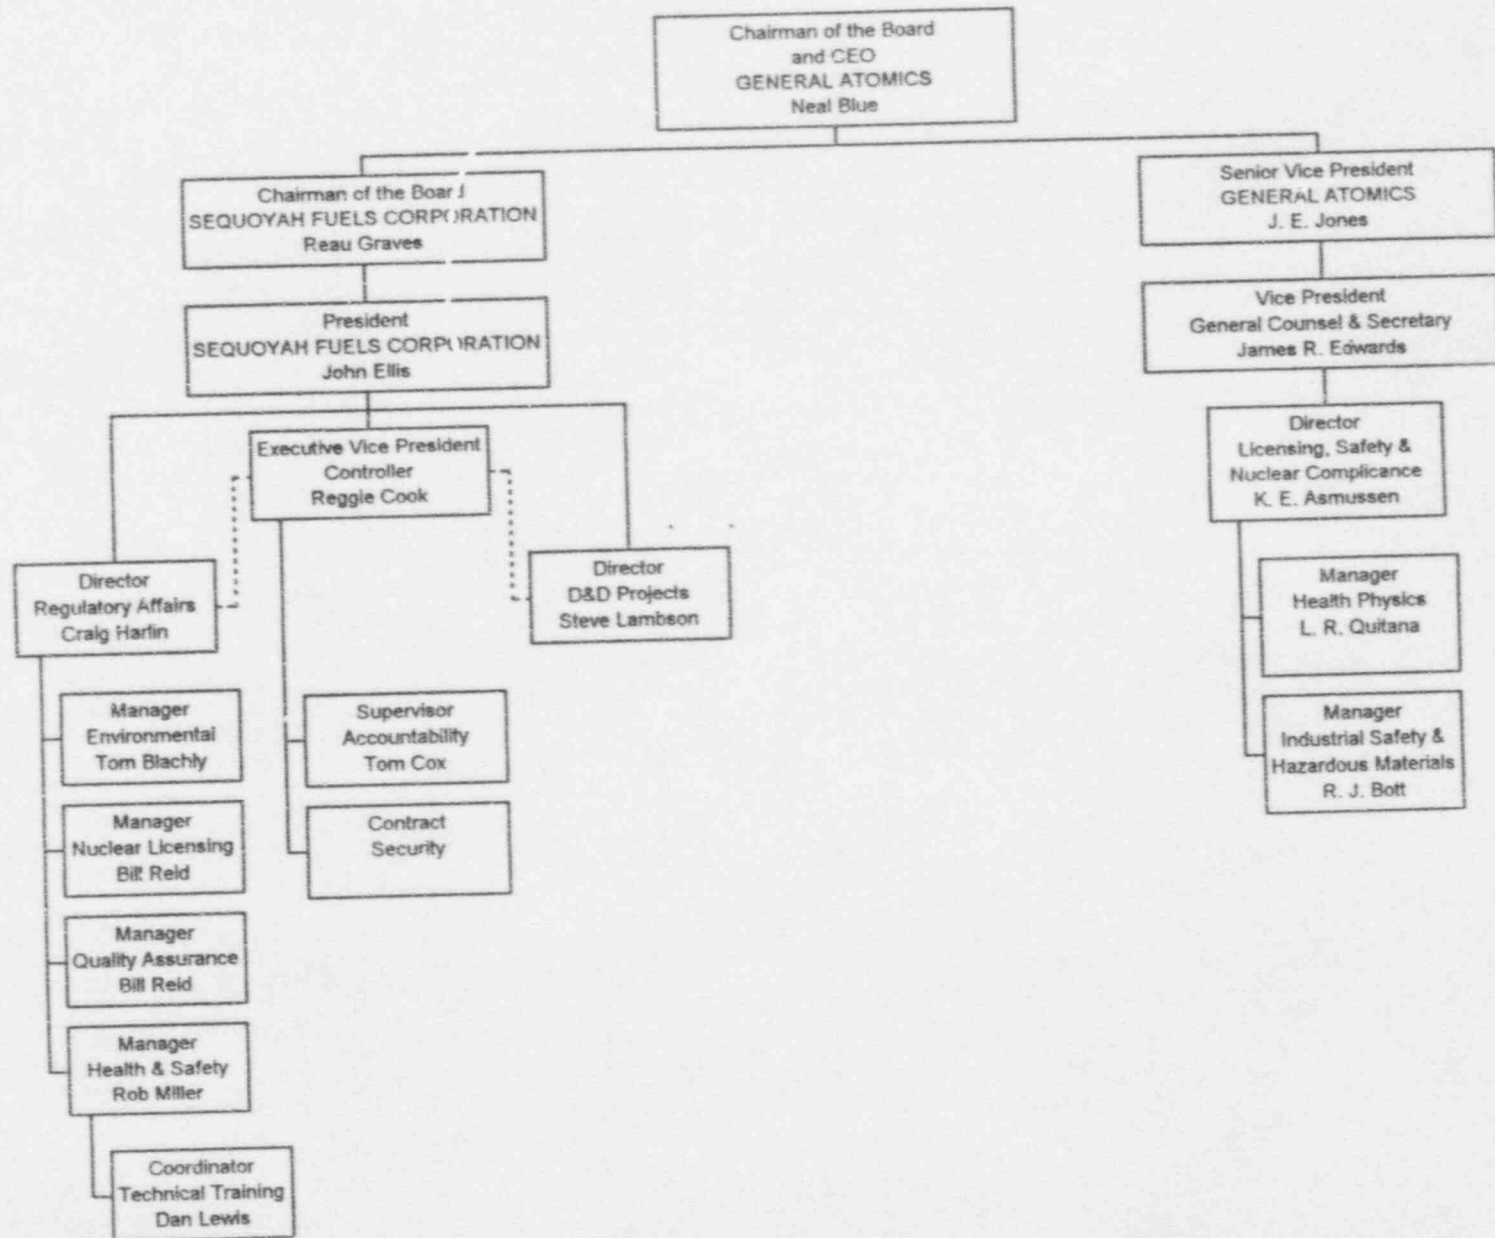 Chairman of the Board
and CEO
GENERAL ATOMICS
Neal Blue
Chairman of the Board
SEQUOYAH FUELS CORPORATION
Reau Graves
Senior Vice President
GENERAL ATOMICS
J. E. Jones
President
SEQUOYAH FUELS CORPORATION
John Ellis
Vice President
General Counsel & Secretary
James R. Edwards
Executive Vice President
Controller
Reggie Cook
Director
Licensing, Safety &
Nuclear Complicance
K. E. Asmussen
Director
Regulatory Affairs
Craig Harlin
Director
D&D Projects
Steve Lambson
Manager
Health Physics
L. R. Quitana
Manager
Environmental
Tom Blachly
Supervisor
Accountability
Tom Cox
Manager
Industrial Safety &
Hazardous Materials
R. J. Bott
Manager
Nuclear Licensing
Bill Reid
Contract
Security
Manager
Quality Assurance
Bill Reid
Manager
Health & Safety
Rob Miller
Coordinator
Technical Training
Dan Lewis